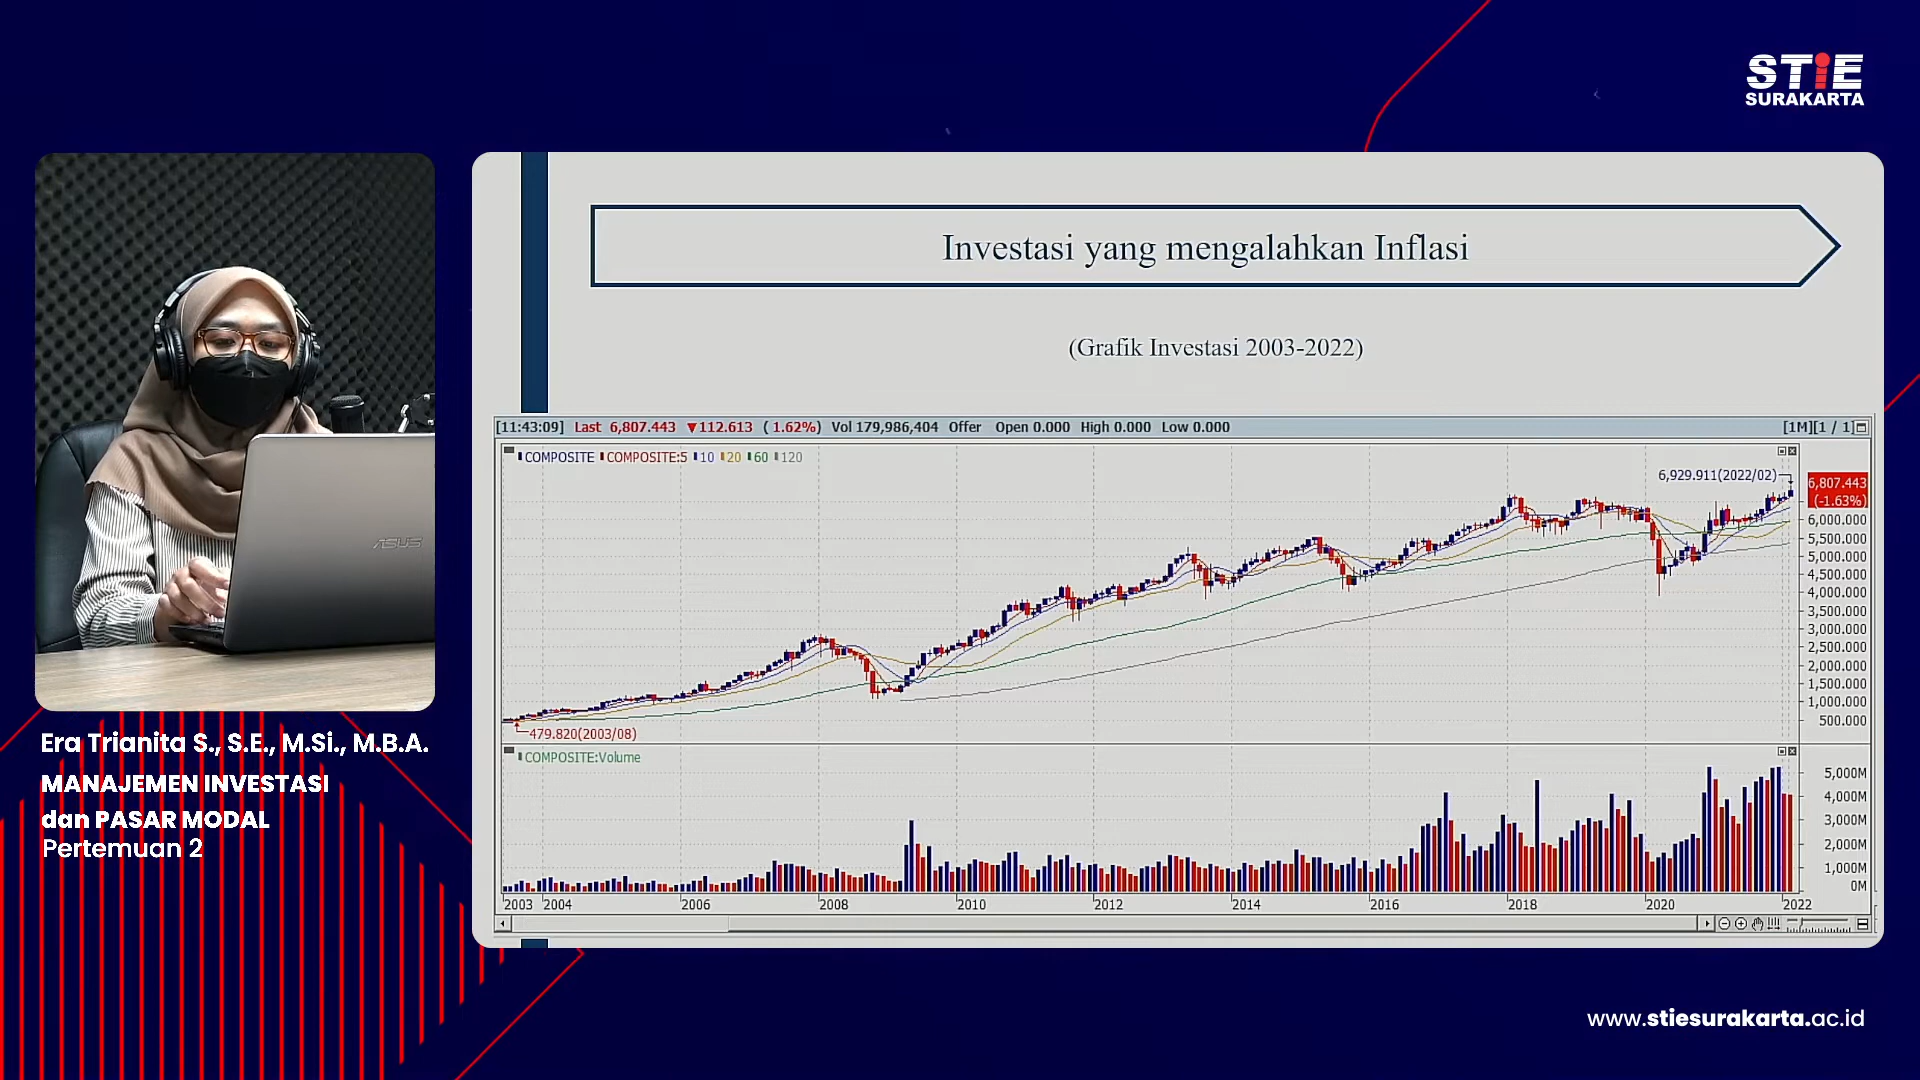 STiE
SURAKARTA
Investasi yang mengalahkan Inflasi
(Grafik Investasi 2003-2022)
[11:43:09] Last 6,807.443 ▼112.613 ( 1.62%) Vol 179,986,404 Offer Open 0.000 High 0.000 Low 0.000 [1M][1 / 1]
COMPOSITE COMPOSITE:5 10 20 60 120
6,929.911(2022/02)
6,807.443
(-1.63%)
6,000.000
5,500.000
5,000.000
4,500.000
4,000.000
3,500.000
3,000.000
2,500.000
2,000.000
1,500.000
1,000.000
500.000
479.820(2003/08)
COMPOSITE:Volume
5,000M
4,000M
3,000M
2,000M
1,000M
0M
2003 2004 2006 2008 2010 2012 2014 2016 2018 2020 2022
ASUS
Era Trianita S., S.E., M.Si., M.B.A.
MANAJEMEN INVESTASI
dan PASAR MODAL
Pertemuan 2
www.stiesurakarta.ac.id